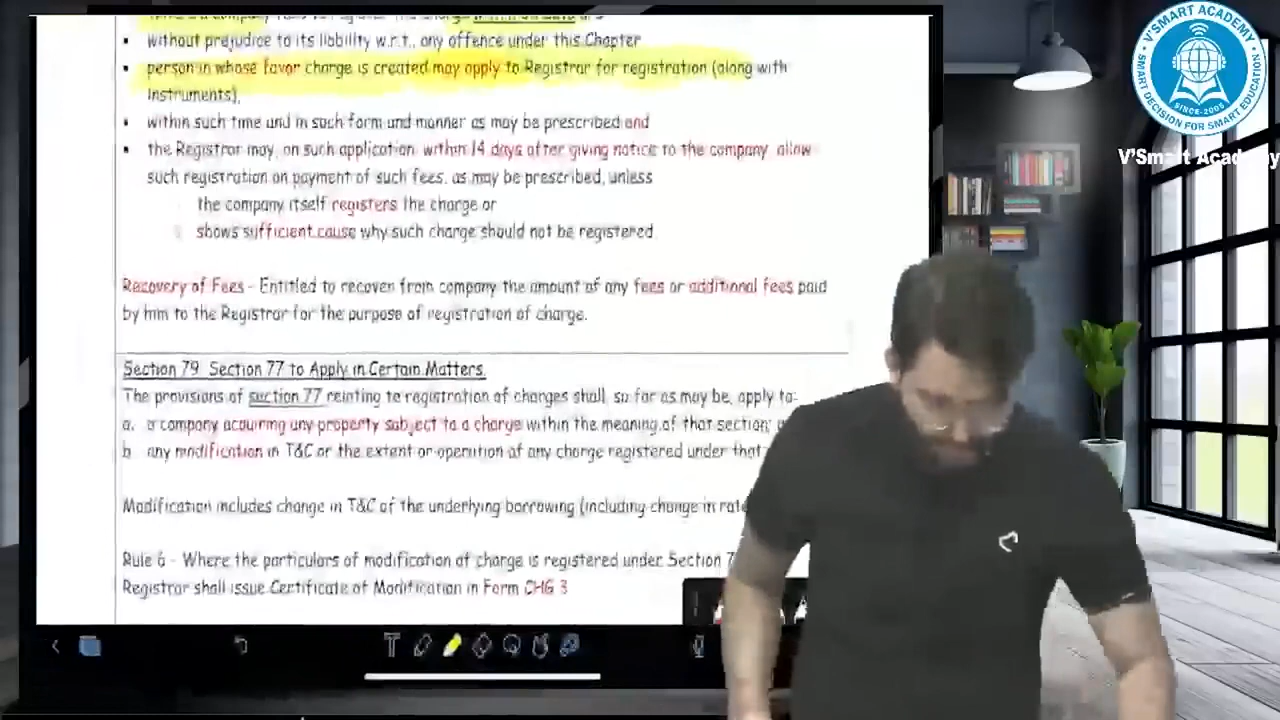 without prejudice to its liability w.r.t., any offence under this Chapter
person in whose favor charge is created may apply to Registrar for registration (along with
instruments),
within such time and in such form and manner as may be prescribed and
the Registrar may, on such application within 14 days after giving notice to the company allow
such registration on payment of such fees, as may be prescribed, unless
the company itself registers the charge or
shows sufficient cause why such charge should not be registered.
Recovery of Fees - Entitled to recover from company the amount of any fees or additional fees paid
by him to the Registrar for the purpose of registration of charge.
Section 79 Section 77 to Apply in Certain Matters.
The provisions of section 77 relating to registration of charges shall, so far as may be, apply to:
a. a company acquiring any property subject to a charge within the meaning of that section;
b any modification in T&C or the extent or operation of any charge registered under that
Modification includes change in T&C of the underlying borrowing (including change in rate
Rule 6 - Where the particulars of modification of charge is registered under Section 7
Registrar shall issue Certificate of Modification in Form CHG 3
V'SMART ACADEMY
SINCE-2005
SMART DECISION FOR SMART EDUCATION
V'Smart Academy